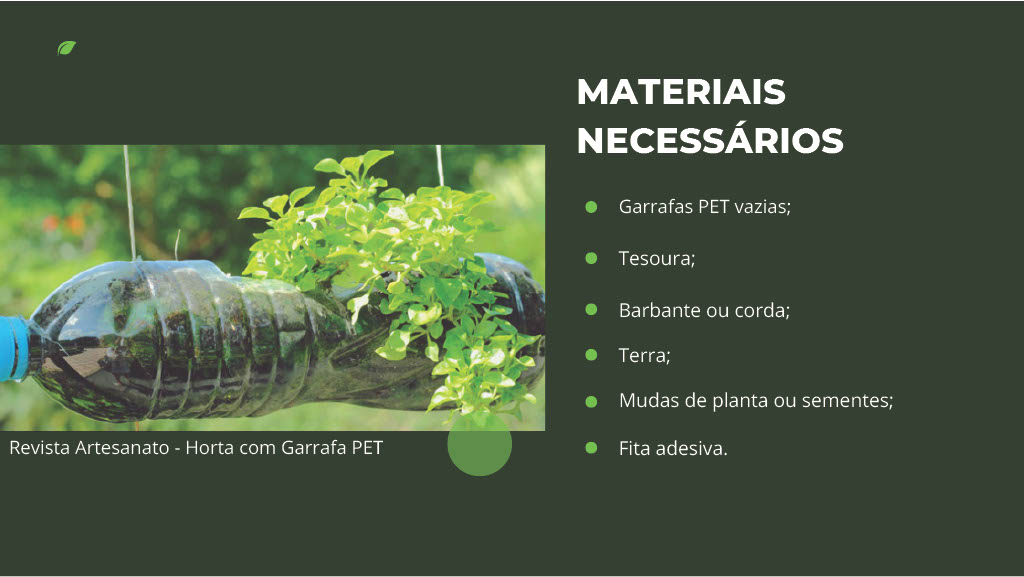 MATERIAIS
NECESSÁRIOS
Garrafas PET vazias;
Tesoura;
Barbante ou corda;
Terra;
Mudas de planta ou sementes;
Fita adesiva.
Revista Artesanato - Horta com Garrafa PET